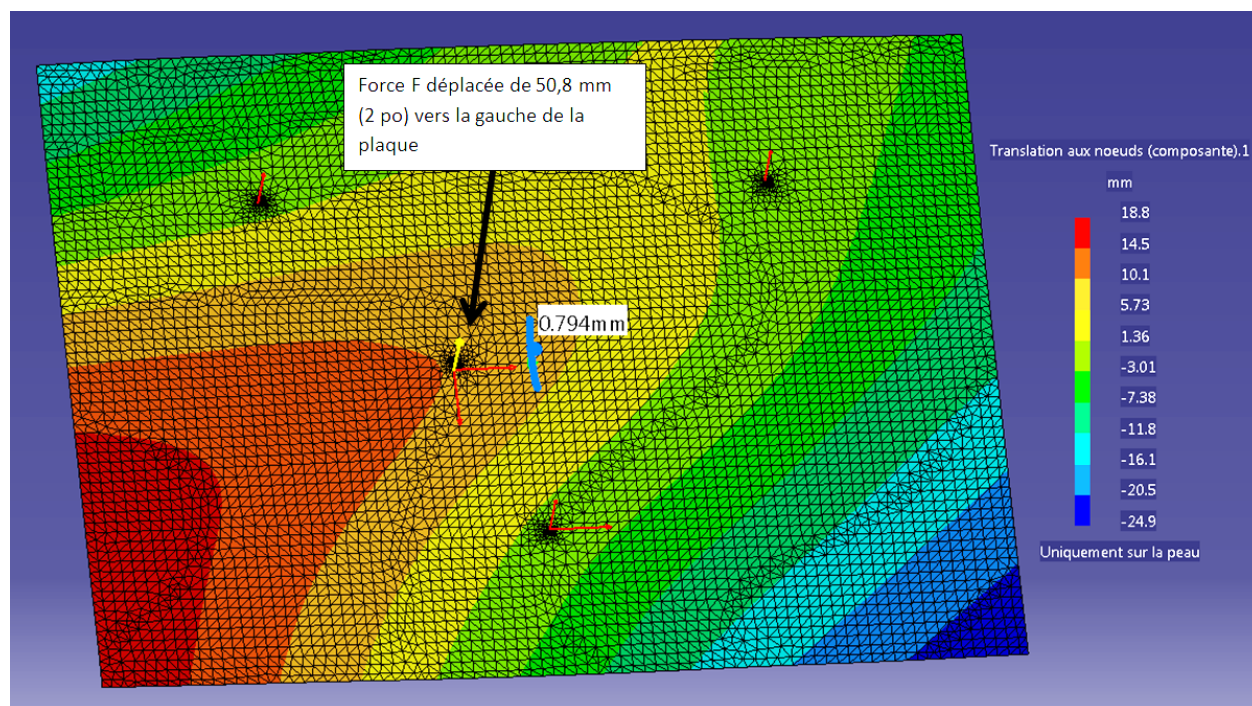 Force F déplacée de 50,8 mm
(2 po) vers la gauche de la
plaque
0.794mm
Translation aux noeuds (composante).1
mm
18.8
14.5
10.1
5.73
1.36
-3.01
-7.38
-11.8
-16.1
-20.5
-24.9
Uniquement sur la peau